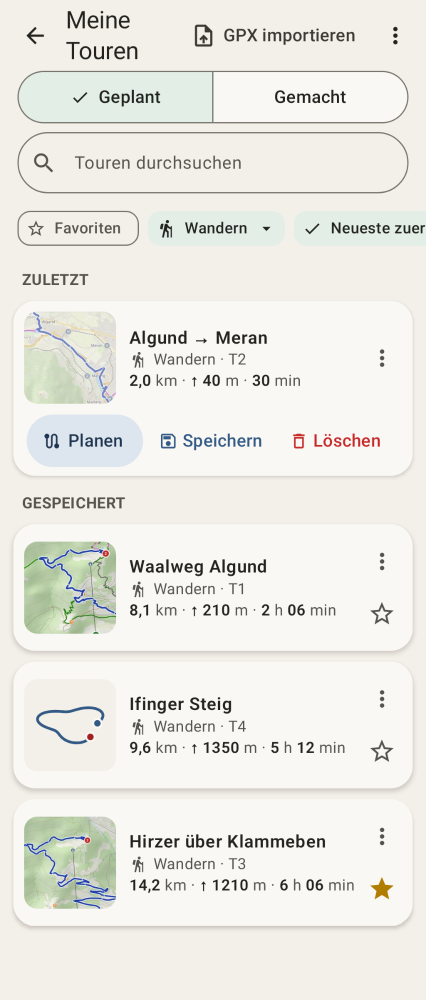 Meine
Touren
GPX importieren
Geplant
Gemacht
Touren durchsuchen
Favoriten
Wandern
Neueste zuer
ZULETZT
Algund → Meran
Wandern · T2
2,0 km · ↑ 40 m · 30 min
Planen
Speichern
Löschen
GESPEICHERT
Waalweg Algund
Wandern · T1
8,1 km · ↑ 210 m · 2 h 06 min
Ifinger Steig
Wandern · T4
9,6 km · ↑ 1350 m · 5 h 12 min
Hirzer über Klammeben
Wandern · T3
14,2 km · ↑ 1210 m · 6 h 06 min